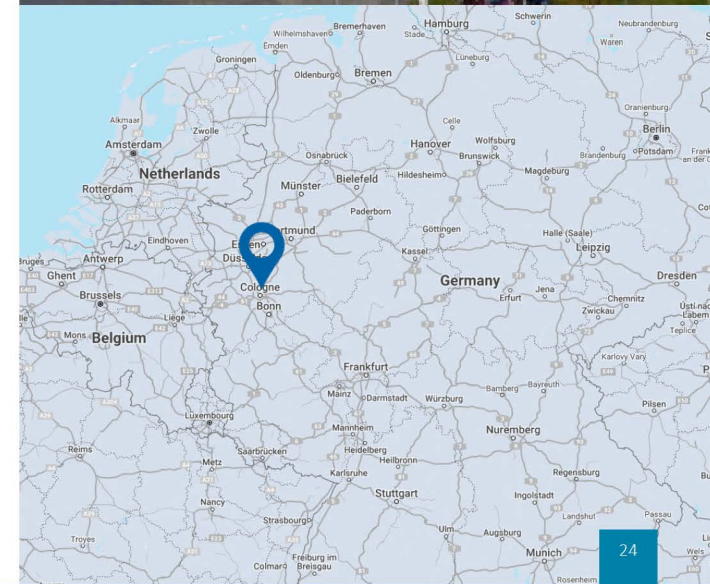 Schwerin
Bremerhaven
Hamburg
Neubrandenburg
Wilhelmshaven
Stade
Emden
Waren
Groningen
Lüneburg
Oldenburg
Bremen
Oranienburg
Alkmaar
Celle
Zwolle
Berlin
Amsterdam
Hanover
Wolfsburg
Osnabrück
Brunswick
Brandenburg
Potsdam
Netherlands
Bielefeld
Hildesheim
Magdeburg
Rotterdam
Münster
Paderborn
Göttingen
Halle (Saale)
Eindhoven
Kassel
Leipzig
Antwerp
Ghent
Germany
Dresden
Cologne
Jena
Brussels
Erfurt
Chemnitz
Bonn
Zwickau
Liège
Teplice
Mons
Belgium
Karlovy Vary
Frankfurt
Bamberg
Bayreuth
Mainz
Darmstadt
Würzburg
Pilsen
Luxembourg
Mannheim
Nuremberg
Reims
Saarbrücken
Heidelberg
Metz
Heilbronn
Karlsruhe
Regensburg
Stuttgart
Ingolstadt
Nancy
Landshut
Passau
Strasbourg
Troyes
Ulm
Augsburg
Munich
24
Freiburg im
Breisgau
Colmar
Wels
Rosenheim